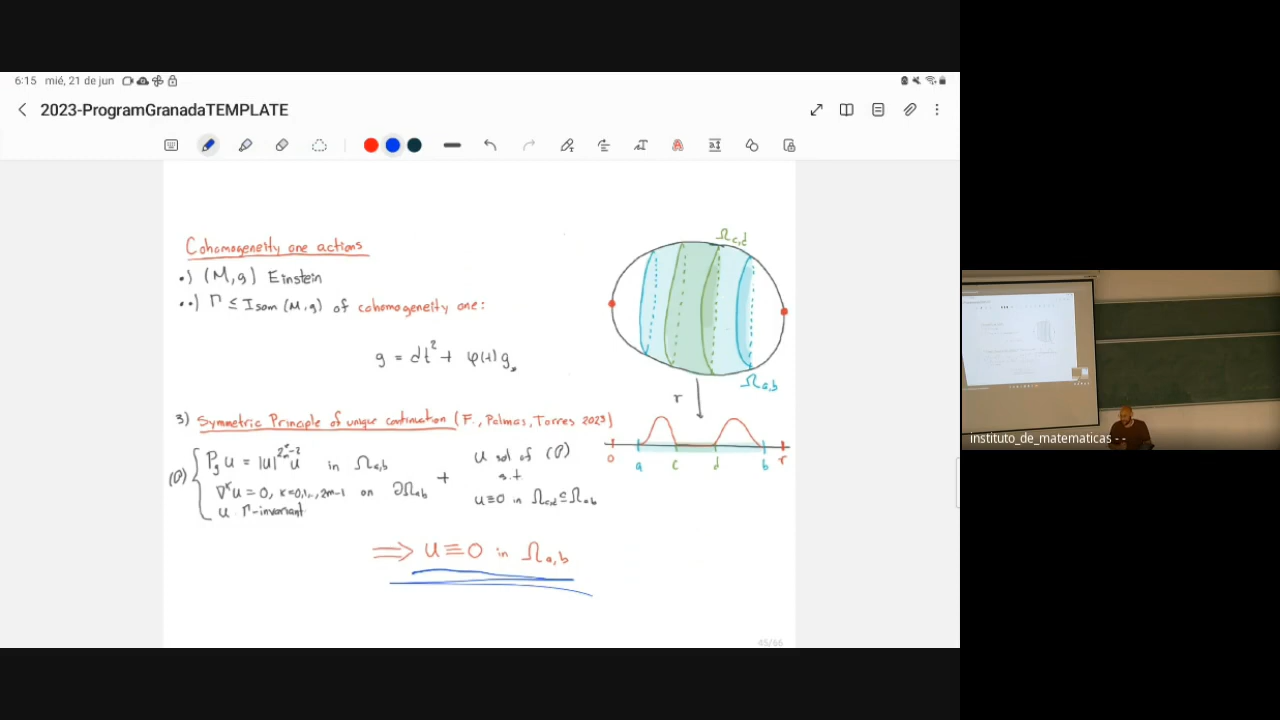 6:15 mié, 21 de jun
2023-ProgramGranadaTEMPLATE
Cohomogeneity one actions
•) (M,g) Einstein
••) Γ ≤ Isom(M,g) of cohomogeneity one:
g = dt² + φ(t)g
Ω_{c,d}
Ω_{a,b}
r
0 a c d b r
3) Symmetric Principle of unique continuation (F., Palmas, Torres 2023)
(P) { P_g u = |u|^{2*_m-2} u in Ω_{a,b}
∇^k u = 0, k=0,1,..,2m-1 on ∂Ω_{a,b}
u Γ-invariant
+ u sol of (P)
s.t.
u≡0 in Ω_{c,d} ⊆ Ω_{a,b}
⟹ u ≡ 0 in Ω_{a,b}
45/66
instituto_de_matematicas - -